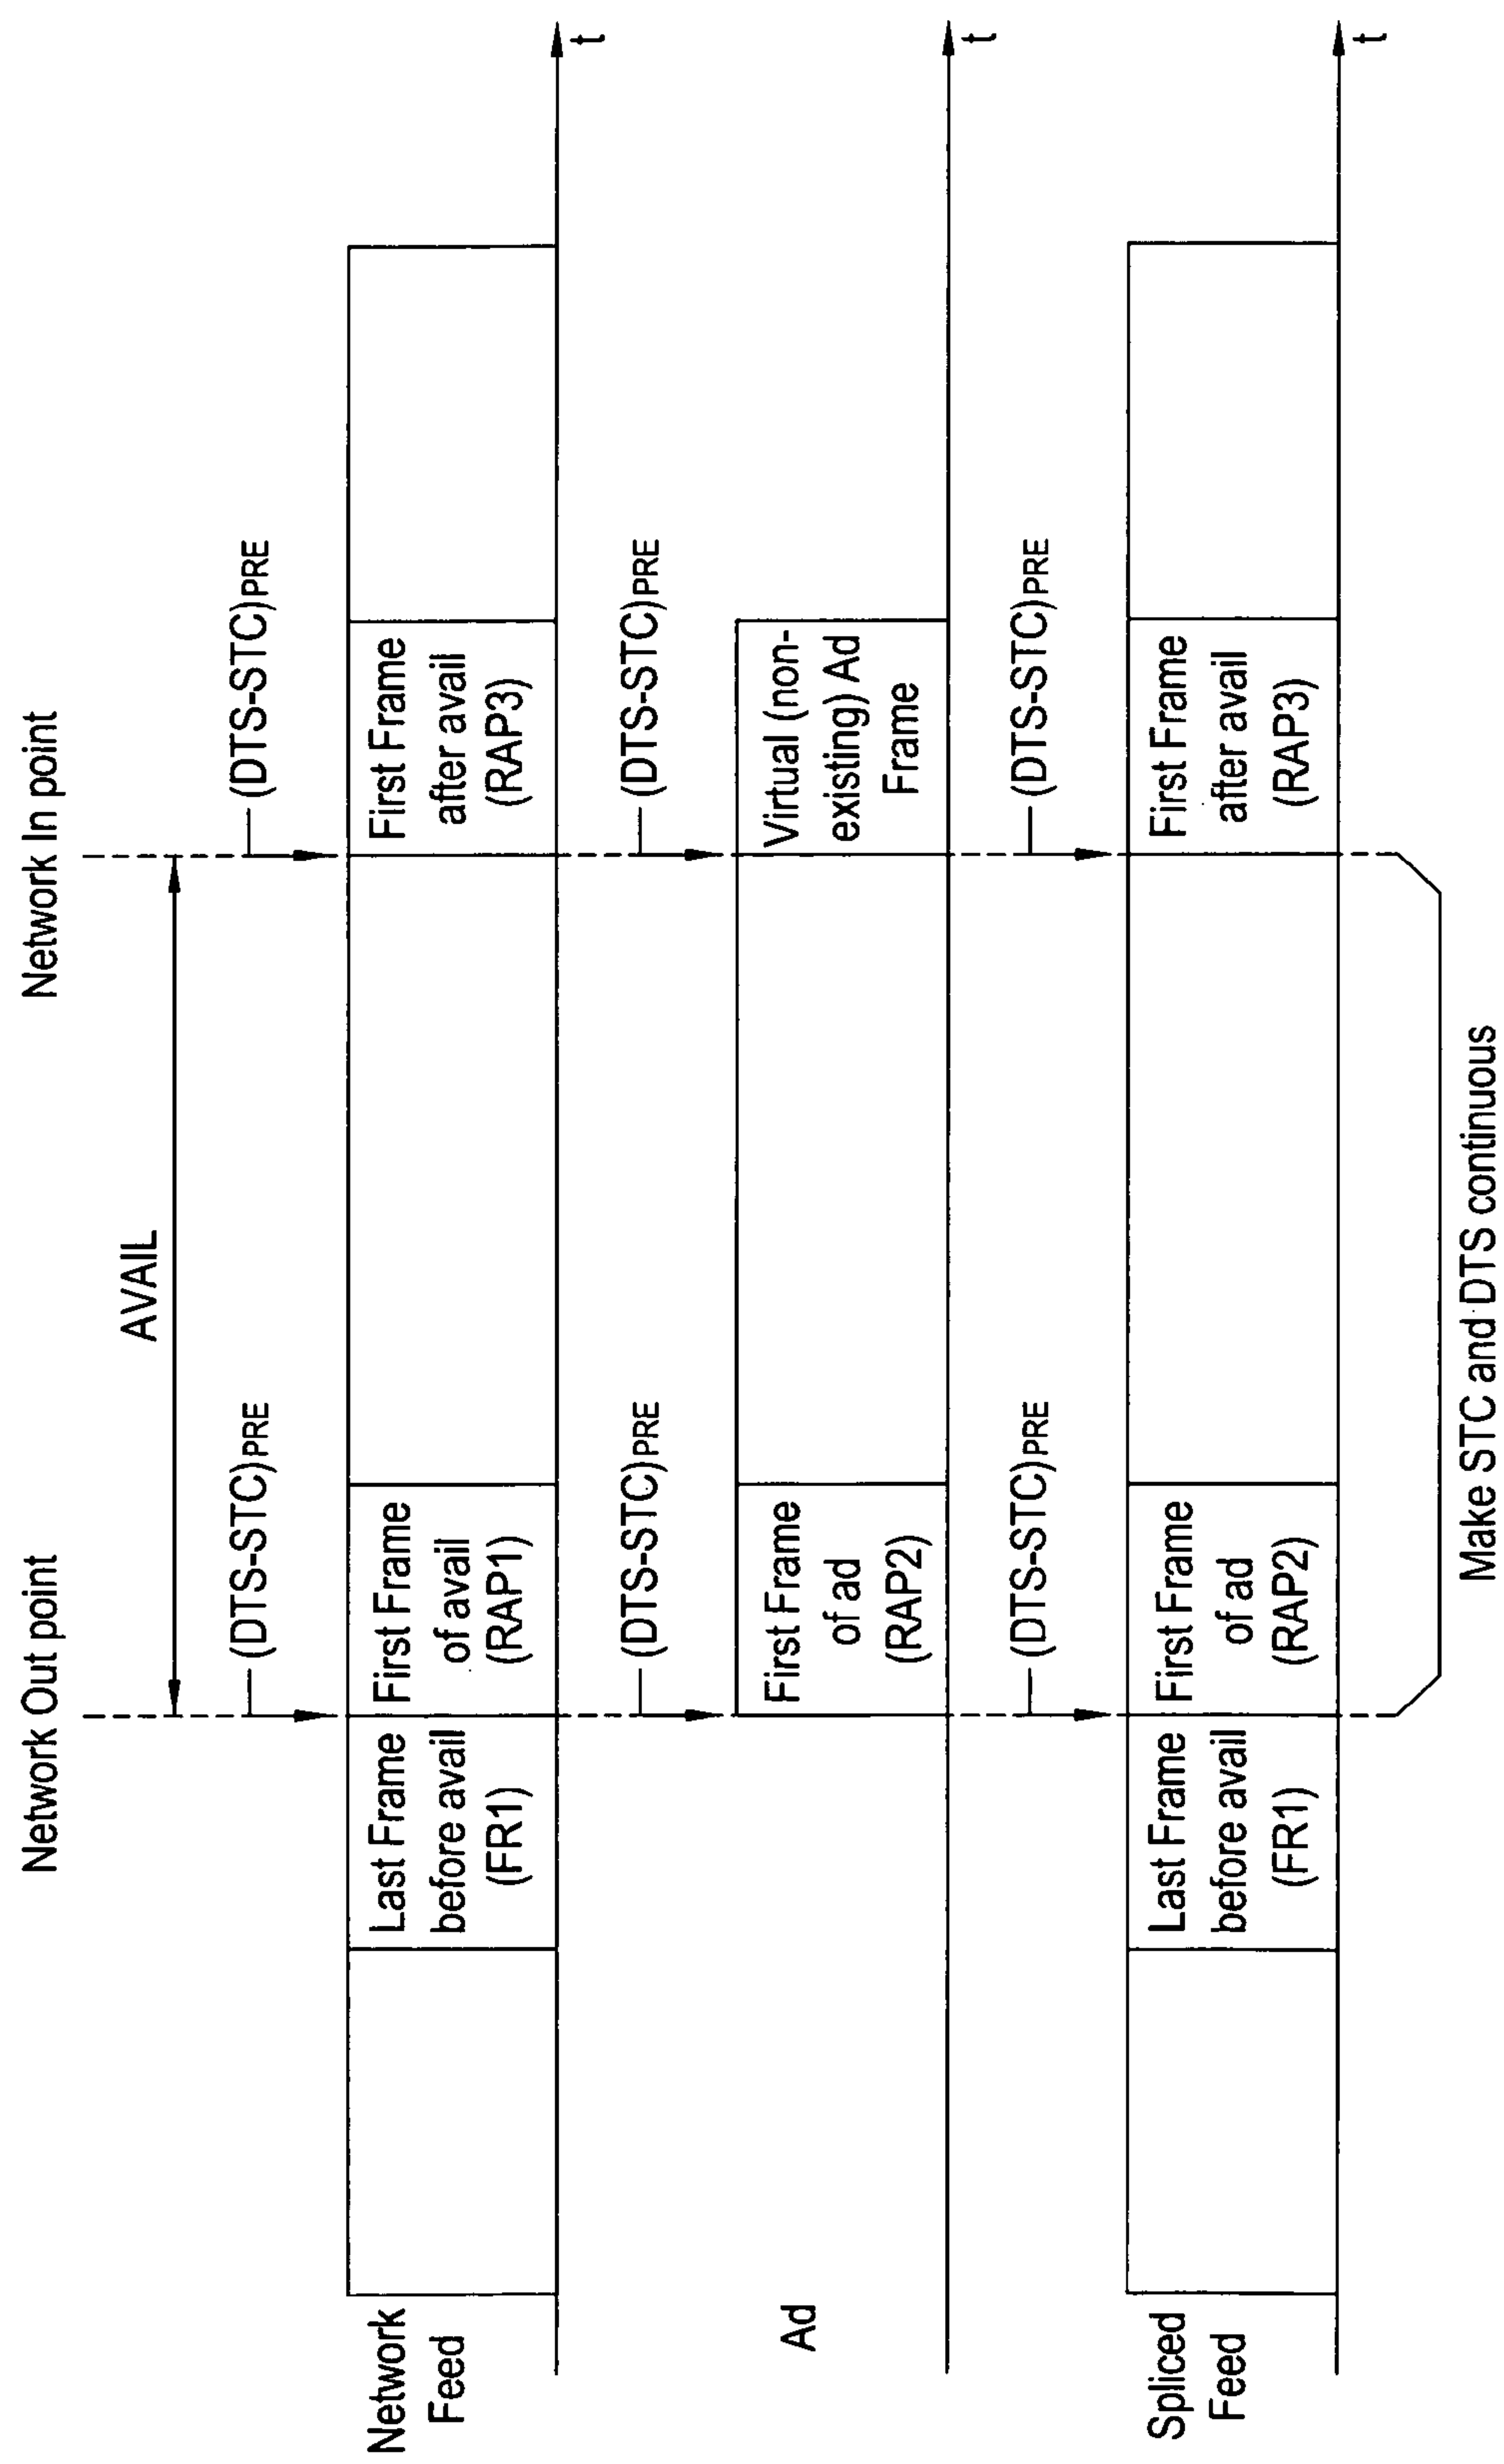 Network Out point
Network In point
AVAIL
(DTS-STC)PRE
(DTS-STC)PRE
Network
Feed
Last Frame
before avail
(FR1)
First Frame
of avail
(RAP1)
First Frame
after avail
(RAP3)
t
(DTS-STC)PRE
(DTS-STC)PRE
Ad
First Frame
of ad
(RAP2)
Virtual (non-
existing) Ad
Frame
t
(DTS-STC)PRE
(DTS-STC)PRE
Spliced
Feed
Last Frame
before avail
(FR1)
First Frame
of ad
(RAP2)
First Frame
after avail
(RAP3)
t
Make STC and DTS continuous